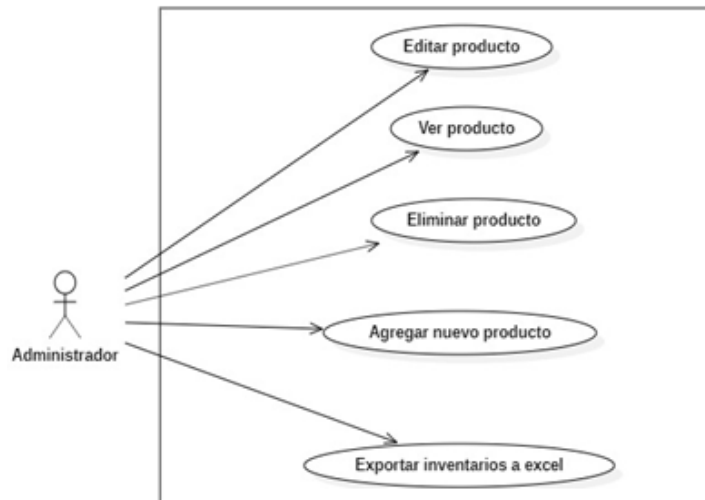 Editar producto
Ver producto
Eliminar producto
Agregar nuevo producto
Administrador
Exportar inventarios a excel